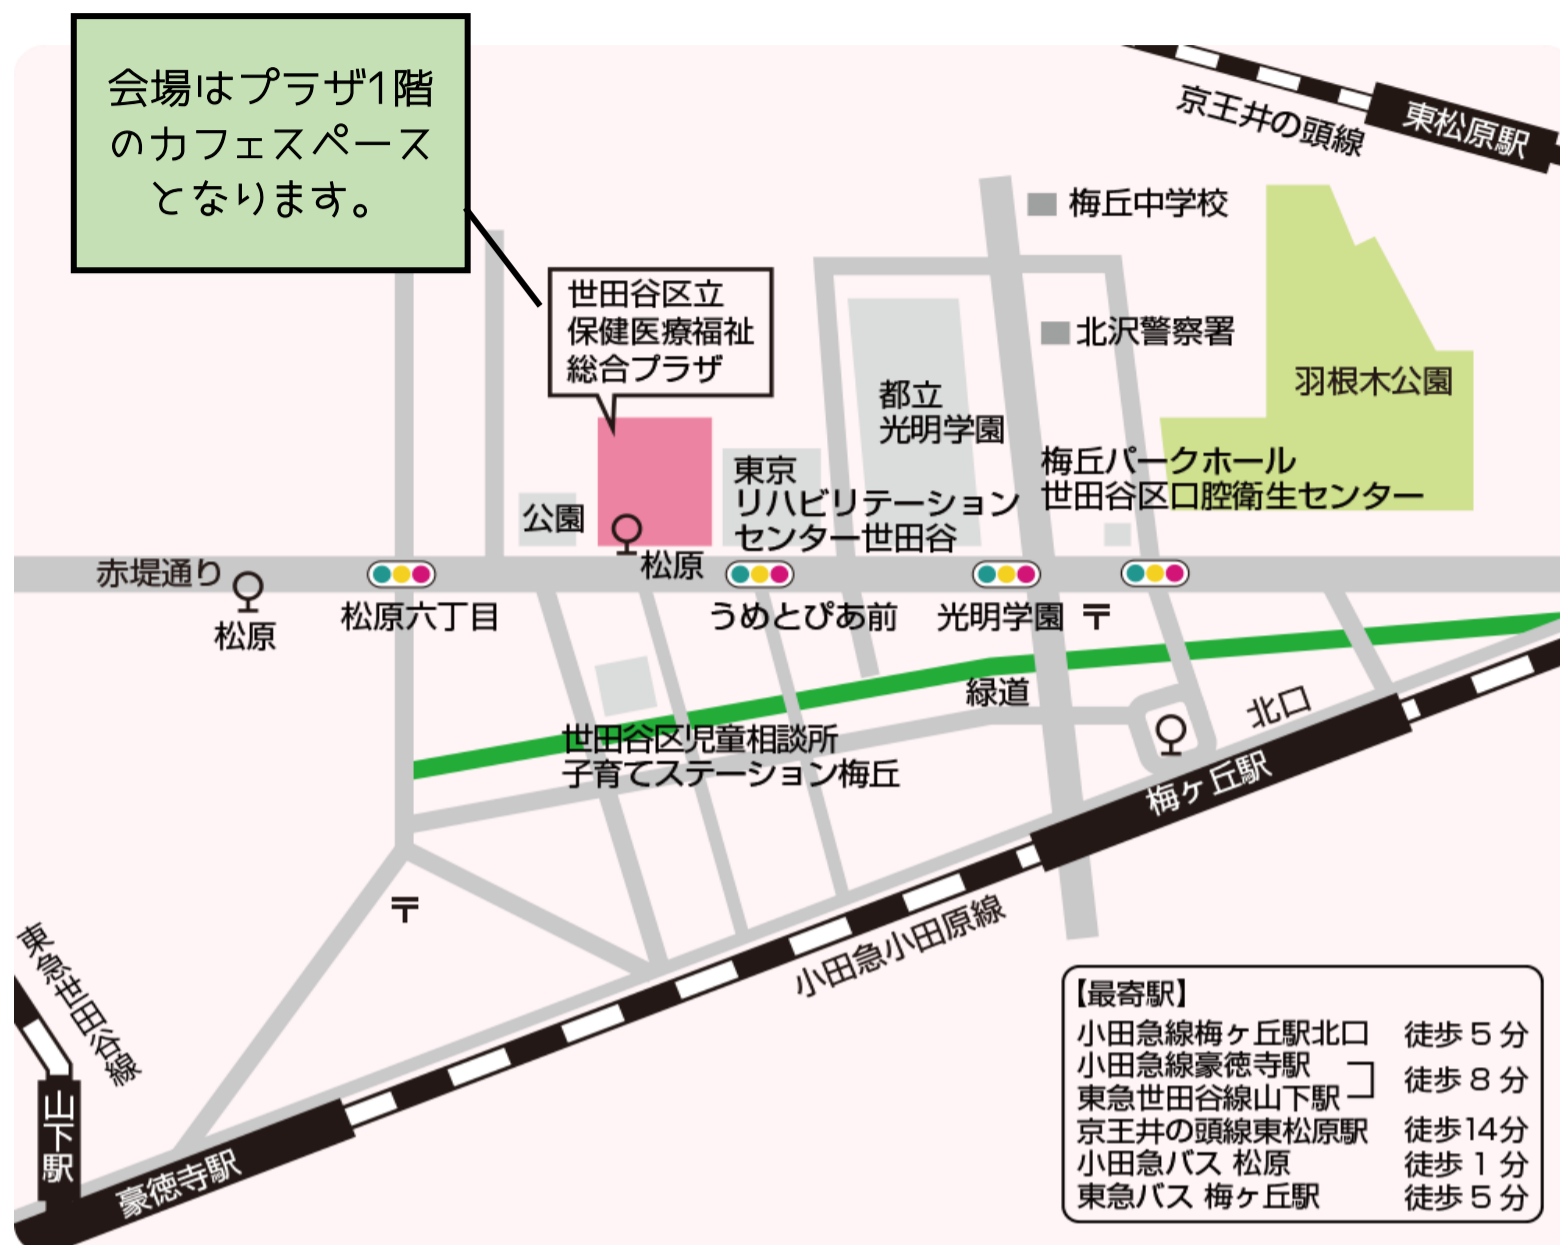 会場はプラザ1階
のカフェスペース
となります。
京王井の頭線
東松原駅
梅丘中学校
世田谷区立
保健医療福祉
総合プラザ
北沢警察署
羽根木公園
都立
光明学園
梅丘パークホール
世田谷区口腔衛生センター
東京
リハビリテーション
センター世田谷
公園
松原
赤堤通り
松原
松原六丁目
うめとぴあ前
光明学園
〒
緑道
北口
世田谷区児童相談所
子育てステーション梅丘
梅ヶ丘駅
〒
小田急小田原線
東急世田谷線
山下駅
豪徳寺駅
【最寄駅】
小田急線梅ヶ丘駅北口 徒歩 5 分
小田急線豪徳寺駅
東急世田谷線山下駅 徒歩 8 分
京王井の頭線東松原駅 徒歩14分
小田急バス 松原 徒歩 1 分
東急バス 梅ヶ丘駅 徒歩 5 分